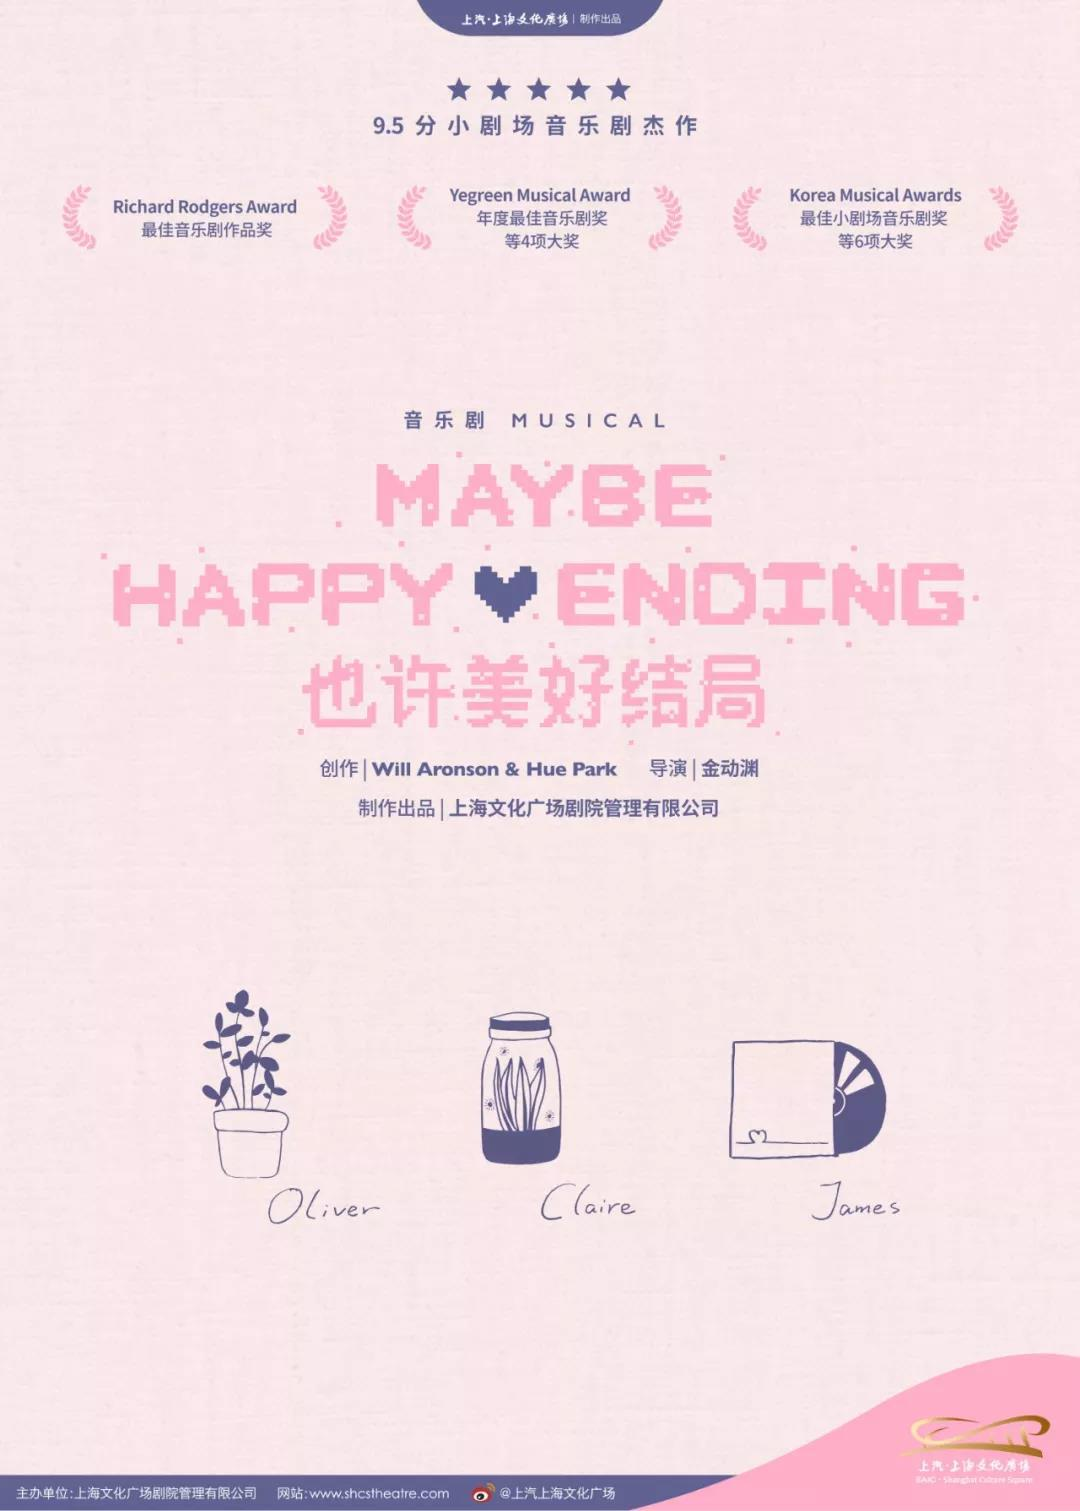 上汽·上海文化广场 | 制作出品
9.5 分小剧场音乐剧杰作
Richard Rodgers Award
最佳音乐剧作品奖
Yegreen Musical Award
年度最佳音乐剧奖
等4项大奖
Korea Musical Awards
最佳小剧场音乐剧奖
等6项大奖
音乐剧 MUSICAL
MAYBE
HAPPY ENDING
也许美好结局
创作 | Will Aronson & Hue Park 导演 | 金动渊
制作出品 | 上海文化广场剧院管理有限公司
Oliver
Claire
James
上汽·上海文化广场
SAIC · Shanghai Culture Square
主办单位:上海文化广场剧院管理有限公司 网站:www.shcstheatre.com @上汽上海文化广场